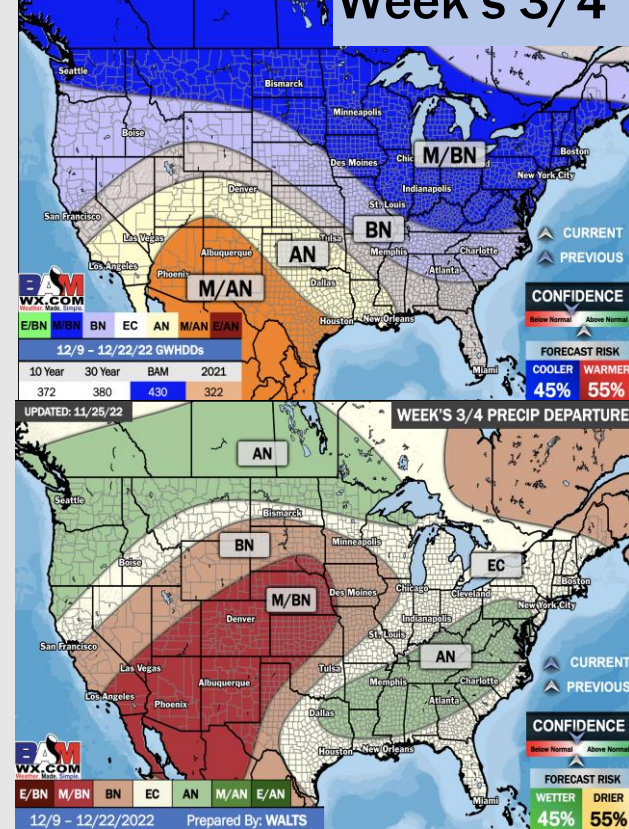 Week's 3/4
Seattle
Bismarck
Minneapolis
Boise
Des Moines
Chic
M/BN
d
Boston
New York City
Indianapolis
Denver
St. Louis
San Francisco
BN
Las Vegas
Tulsa
Memphis
Charlotte
CURRENT
Los Angeles
Albuquerque
AN
Atlanta
PREVIOUS
Phoenix
Dallas
M/AN
BAM
WX.COM
Weather. Made. Simple.
Houston
New Orleans
CONFIDENCE
Below Normal
Above Normal
E/BN M/BN BN EC AN M/AN E/AN
12/9 – 12/22/22 GWHDDs
FORECAST RISK
10 Year 30 Year BAM 2021
Miami
COOLER WARMER
372 380 430 322
45% 55%
UPDATED: 11/25/22
WEEK'S 3/4 PRECIP DEPARTURE
AN
Seattle
Bismarck
BN
Minneapolis
Boise
EC
M/BN
Des Moines
Chicago
Cleveland
Boston
New York City
Denver
Indianapolis
San Francisco
St. Louis
AN
Las Vegas
Tulsa
CURRENT
Los Angeles
Albuquerque
Memphis
Charlotte
PREVIOUS
Phoenix
Dallas
Atlanta
CONFIDENCE
BAM
WX.COM
Weather. Made. Simple.
Houston
New Orleans
Below Normal
Above Normal
FORECAST RISK
E/BN M/BN BN EC AN M/AN E/AN
Miami
WETTER DRIER
12/9 – 12/22/2022 Prepared By: WALTS
45% 55%